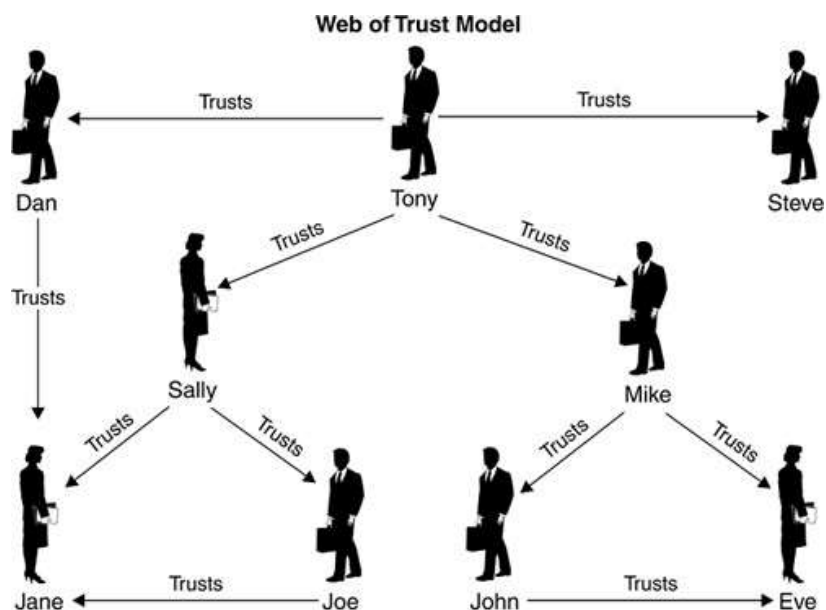 Web of Trust Model
Trusts
Trusts
Dan
Tony
Steve
Trusts
Trusts
Trusts
Sally
Mike
Trusts
Trusts
Trusts
Trusts
Jane
Trusts
Joe
John
Trusts
Eve